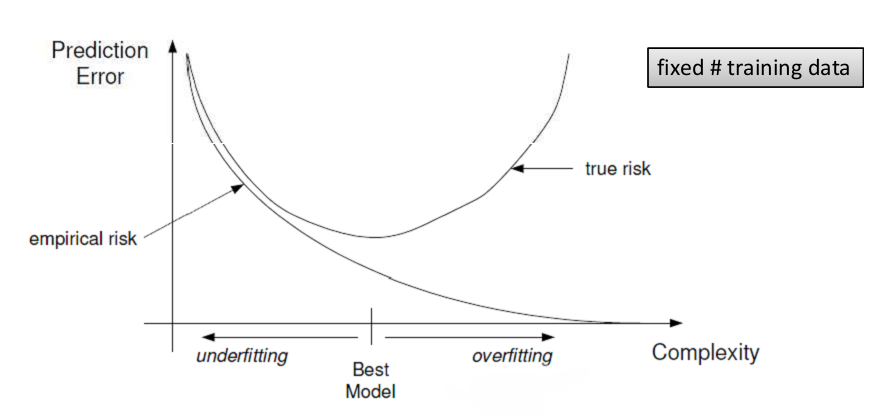 Prediction
Error
fixed # training data
true risk
empirical risk
underfitting
overfitting
Best
Model
Complexity